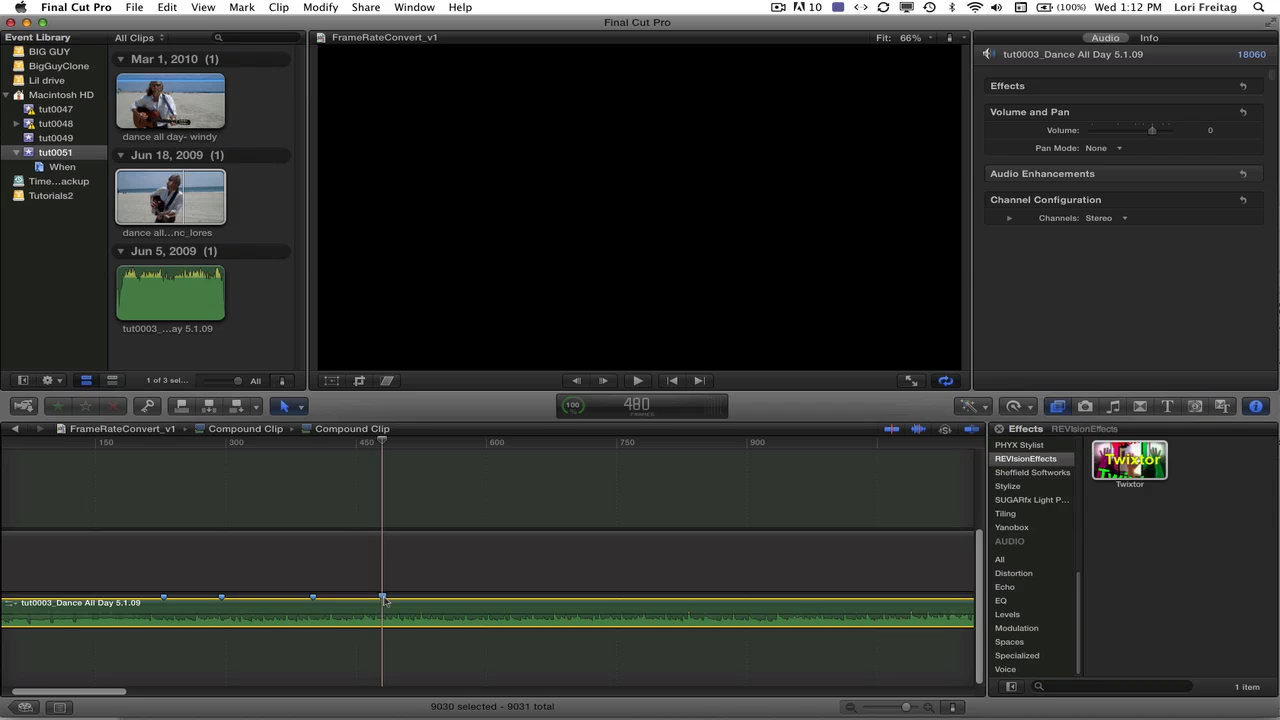 Final Cut Pro File Edit View Mark Clip Modify Share Window Help 10 (100%) Wed 1:12 PM Lori Freitag
Final Cut Pro
Event Library
BIG GUY
BigGuyClone
Lil drive
Macintosh HD
tut0047
tut0048
tut0049
tut0051
When
Time...ackup
Tutorials2
All Clips
Mar 1, 2010 (1)
dance all day- windy
Jun 18, 2009 (1)
dance all...nc_lores
Jun 5, 2009 (1)
tut0003_...ay 5.1.09
1 of 3 sel... All
FrameRateConvert_v1 Fit: 66%
Audio Info
tut0003_Dance All Day 5.1.09 18060
Effects
Volume and Pan
Volume: 0
Pan Mode: None
Audio Enhancements
Channel Configuration
Channels: Stereo
100 480
FRAMES
FrameRateConvert_v1 Compound Clip Compound Clip
150 300 450 600 750 900
tut0003_Dance All Day 5.1.09
9030 selected - 9031 total
Effects REVisionEffects
PHYX Stylist
REVisionEffects
Sheffield Softworks
Stylize
SUGARfx Light P...
Tiling
Yanobox
AUDIO
All
Distortion
Echo
EQ
Levels
Modulation
Spaces
Specialized
Voice
Twixtor
Twixtor
1 item